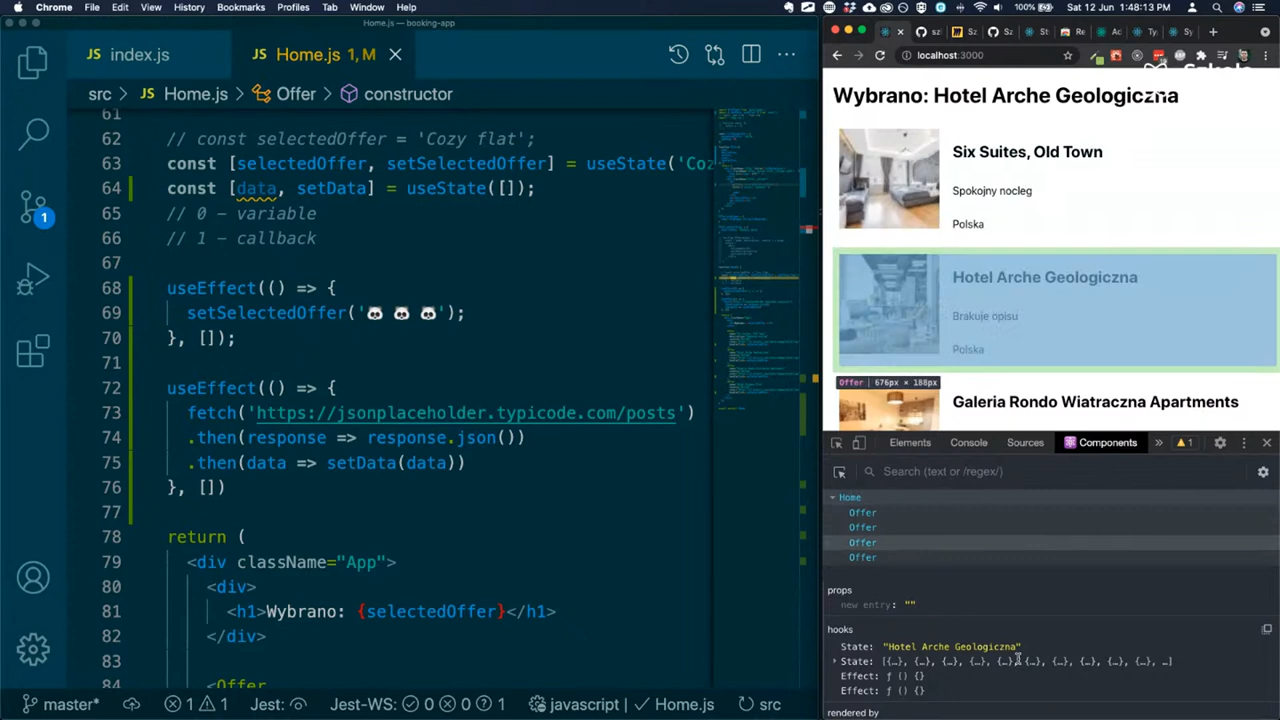 Chrome File Edit View History Bookmarks Profiles Tab Window Help
100% Sat 12 Jun 1:48:13 PM
Home.js — booking-app
JS index.js
JS Home.js 1, M
src > JS Home.js > Offer > constructor
61
62 // const selectedOffer = 'Cozy flat';
63 const [selectedOffer, setSelectedOffer] = useState('Coz
64 const [data, setData] = useState([]);
65 // 0 - variable
66 // 1 - callback
67
68 useEffect(() => {
69 setSelectedOffer('🐼 🐼 🐼');
70 }, []);
71
72 useEffect(() => {
73 fetch('https://jsonplaceholder.typicode.com/posts')
74 .then(response => response.json())
75 .then(data => setData(data))
76 }, [])
77
78 return (
79 <div className="App">
80 <div>
81 <h1>Wybrano: {selectedOffer}</h1>
82 </div>
83
84 <Offer
1
master* 1 1 Jest: Jest-WS: 0 0 1 javascript Home.js src
localhost:3000
Wybrano: Hotel Arche Geologiczna
Six Suites, Old Town
Spokojny nocleg
Polska
Hotel Arche Geologiczna
Brakuje opisu
Polska
Offer | 676px × 188px
Galeria Rondo Wiatraczna Apartments
Elements Console Sources Components » 1
Search (text or /regex/)
Home
Offer
Offer
Offer
Offer
props
new entry: ""
hooks
State: "Hotel Arche Geologiczna"
State: [{…}, {…}, {…}, {…}, {…}, {…}, {…}, {…}, {…}, {…}, …]
Effect: ƒ () {}
Effect: ƒ () {}
rendered by